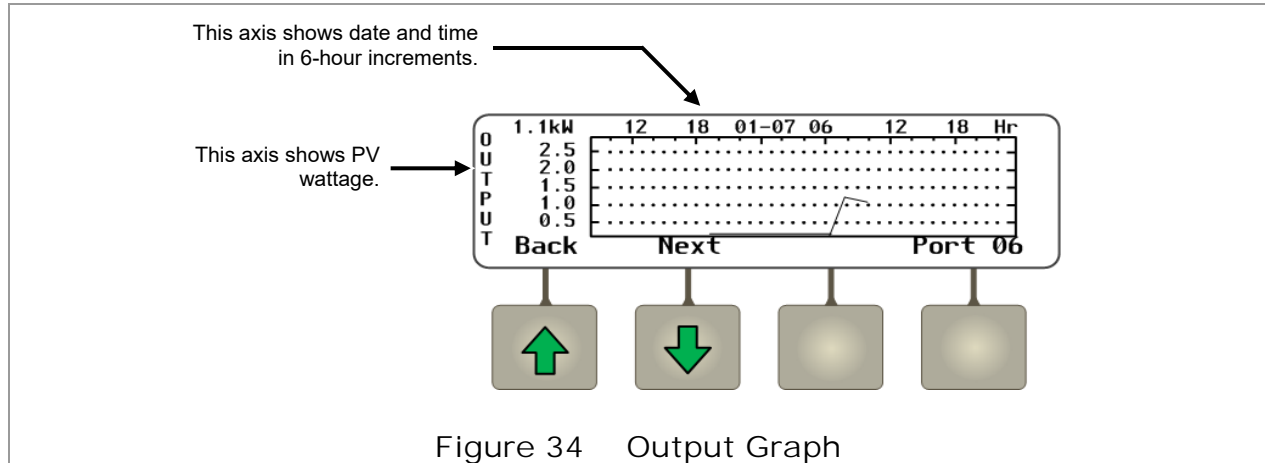 This axis shows date and time
in 6-hour increments.
This axis shows PV
wattage.
OUTPUT
1.1kW 12 18 01-07 06 12 18 Hr
2.5
2.0
1.5
1.0
0.5
Back Next Port 06
Figure 34 Output Graph